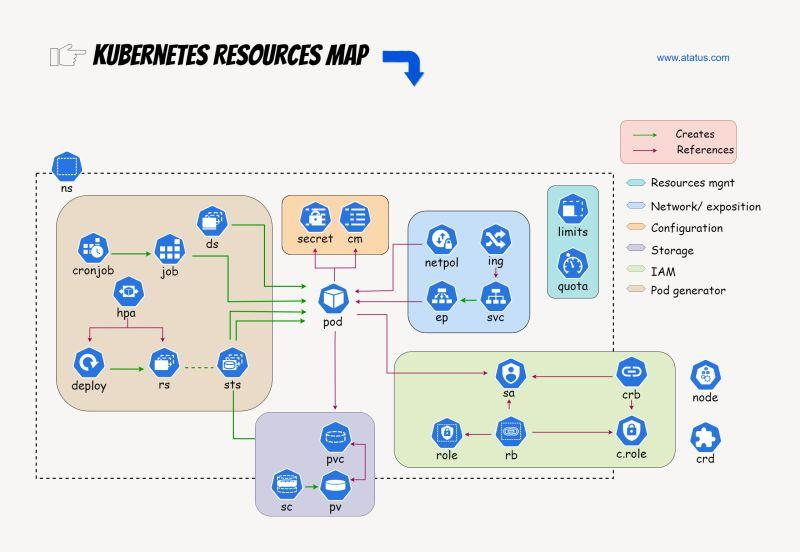 KUBERNETES RESOURCES MAP
www.atatus.com
Creates
References
Resources mgnt
Network/ exposition
Configuration
Storage
IAM
Pod generator
ns
ds
cronjob
job
hpa
deploy
rs
sts
secret
cm
pod
netpol
ing
ep
svc
limits
quota
sa
crb
role
rb
c.role
node
crd
pvc
sc
pv